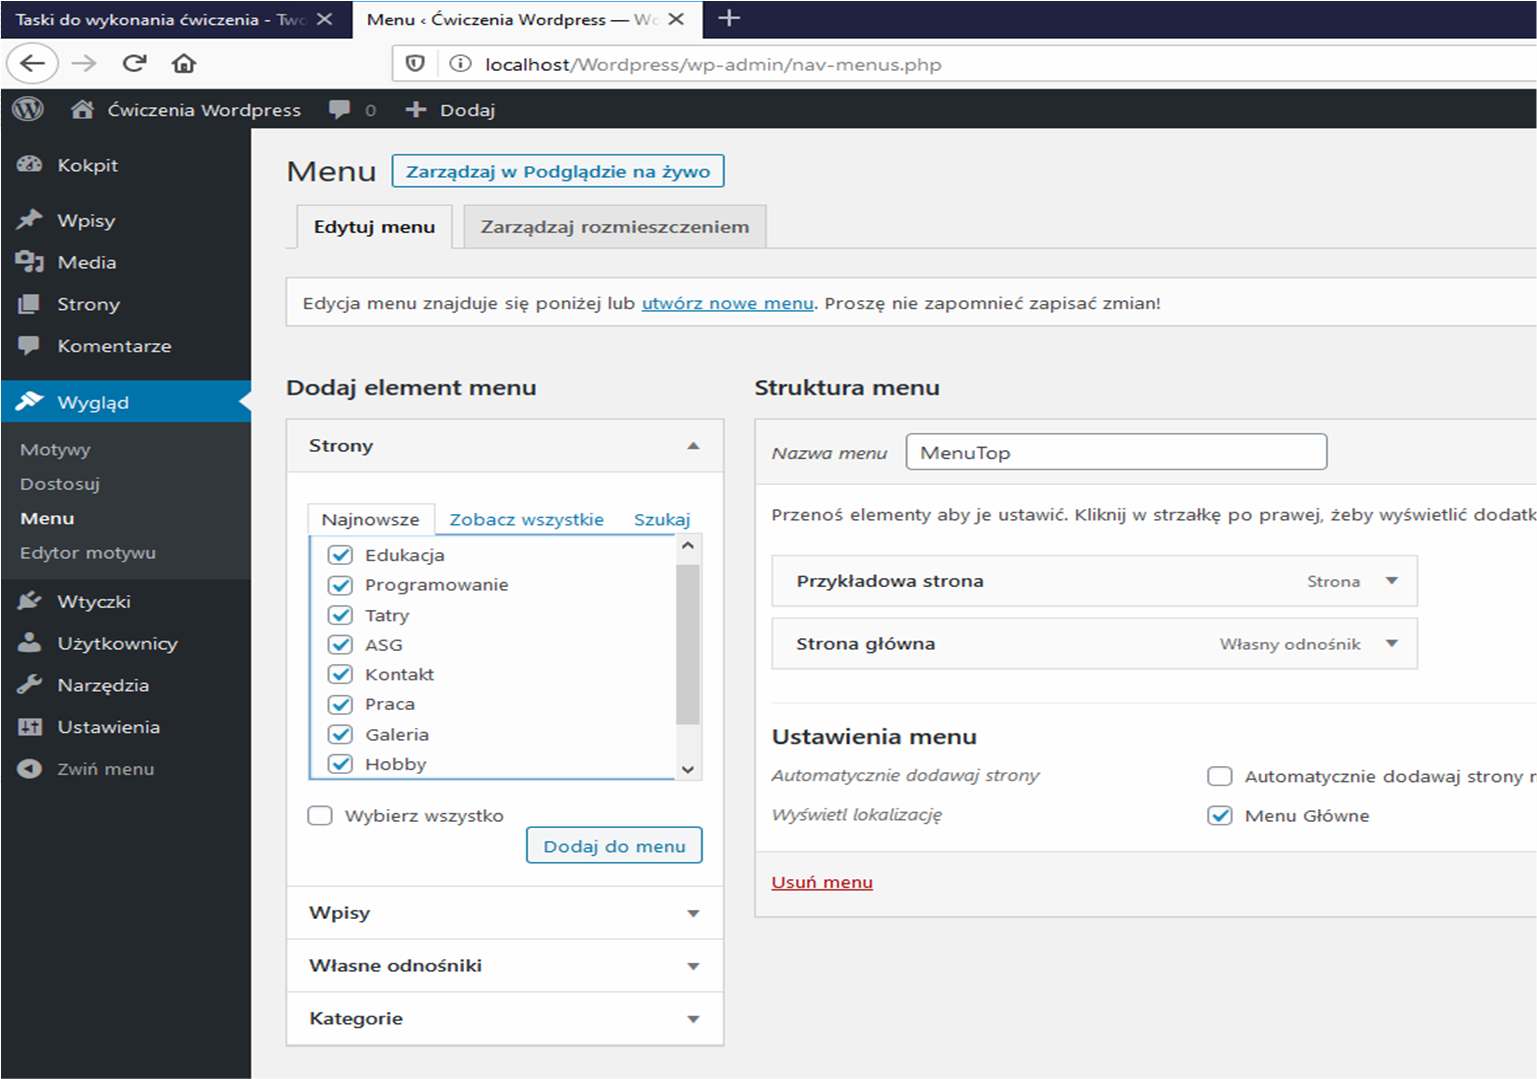 Taski do wykonania ćwiczenia - Two
Menu ‹ Ćwiczenia Wordpress — Wo
localhost/Wordpress/wp-admin/nav-menus.php
Ćwiczenia Wordpress
0
Dodaj
Kokpit
Wpisy
Media
Strony
Komentarze
Wygląd
Motywy
Dostosuj
Menu
Edytor motywu
Wtyczki
Użytkownicy
Narzędzia
Ustawienia
Zwiń menu
Menu
Zarządzaj w Podglądzie na żywo
Edytuj menu
Zarządzaj rozmieszczeniem
Edycja menu znajduje się poniżej lub utwórz nowe menu. Proszę nie zapomnieć zapisać zmian!
Dodaj element menu
Strony
Najnowsze
Zobacz wszystkie
Szukaj
Edukacja
Programowanie
Tatry
ASG
Kontakt
Praca
Galeria
Hobby
Wybierz wszystko
Dodaj do menu
Wpisy
Własne odnośniki
Kategorie
Struktura menu
Nazwa menu
MenuTop
Przenoś elementy aby je ustawić. Kliknij w strzałkę po prawej, żeby wyświetlić dodatk
Przykładowa strona
Strona
Strona główna
Własny odnośnik
Ustawienia menu
Automatycznie dodawaj strony
Automatycznie dodawaj strony
Wyświetl lokalizację
Menu Główne
Usuń menu